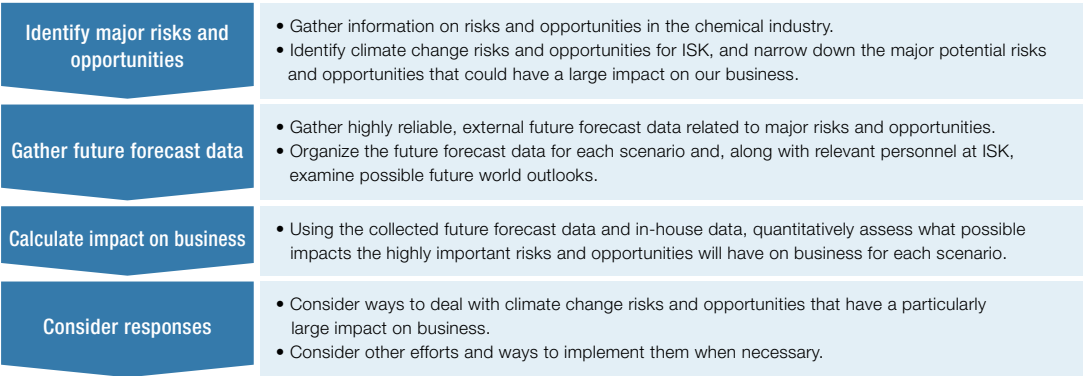 Identify major risks and
opportunities
• Gather information on risks and opportunities in the chemical industry.
• Identify climate change risks and opportunities for ISK, and narrow down the major potential risks
and opportunities that could have a large impact on our business.
Gather future forecast data
• Gather highly reliable, external future forecast data related to major risks and opportunities.
• Organize the future forecast data for each scenario and, along with relevant personnel at ISK,
examine possible future world outlooks.
Calculate impact on business
• Using the collected future forecast data and in-house data, quantitatively assess what possible
impacts the highly important risks and opportunities will have on business for each scenario.
Consider responses
• Consider ways to deal with climate change risks and opportunities that have a particularly
large impact on business.
• Consider other efforts and ways to implement them when necessary.